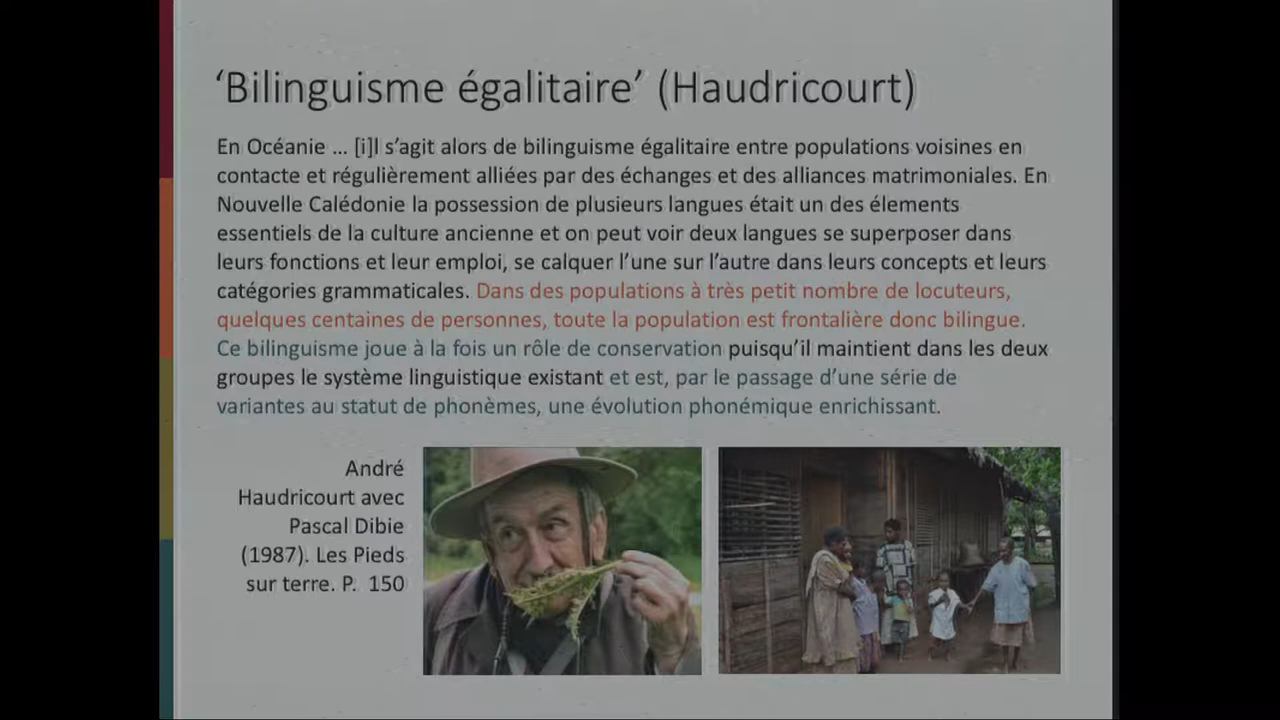 ‘Bilinguisme égalitaire’ (Haudricourt)
En Océanie ... [i]l s’agit alors de bilinguisme égalitaire entre populations voisines en
contacte et régulièrement alliées par des échanges et des alliances matrimoniales. En
Nouvelle Calédonie la possession de plusieurs langues était un des élements
essentiels de la culture ancienne et on peut voir deux langues se superposer dans
leurs fonctions et leur emploi, se calquer l’une sur l’autre dans leurs concepts et leurs
catégories grammaticales. Dans des populations à très petit nombre de locuteurs,
quelques centaines de personnes, toute la population est frontalière donc bilingue.
Ce bilinguisme joue à la fois un rôle de conservation puisqu’il maintient dans les deux
groupes le système linguistique existant et est, par le passage d’une série de
variantes au statut de phonèmes, une évolution phonémique enrichissant.
André
Haudricourt avec
Pascal Dibie
(1987). Les Pieds
sur terre. P. 150